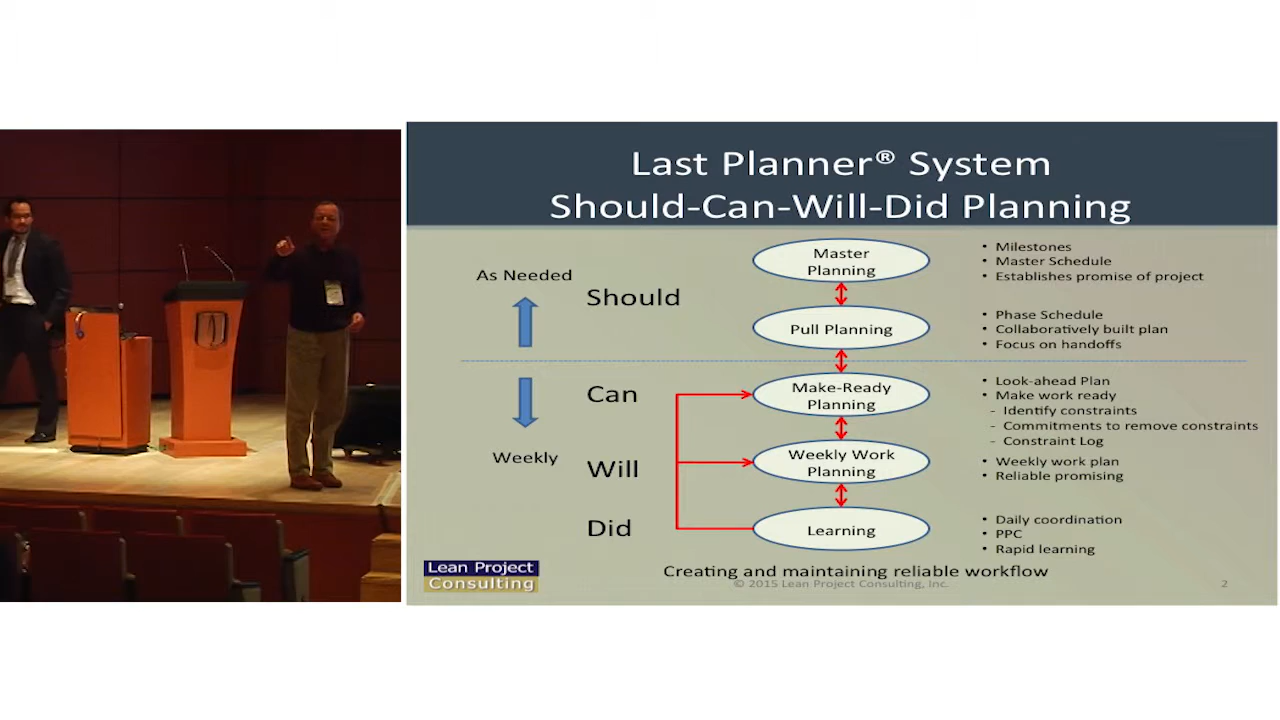 Last Planner® System
Should-Can-Will-Did Planning
As Needed
Should
Master
Planning
• Milestones
• Master Schedule
• Establishes promise of project
Pull Planning
• Phase Schedule
• Collaboratively built plan
• Focus on handoffs
Can
Make-Ready
Planning
• Look-ahead Plan
• Make work ready
- Identify constraints
- Commitments to remove constraints
- Constraint Log
Weekly
Will
Weekly Work
Planning
• Weekly work plan
• Reliable promising
Did
Learning
• Daily coordination
• PPC
• Rapid learning
Lean Project
Consulting
Creating and maintaining reliable workflow
© 2015 Lean Project Consulting, Inc.
2